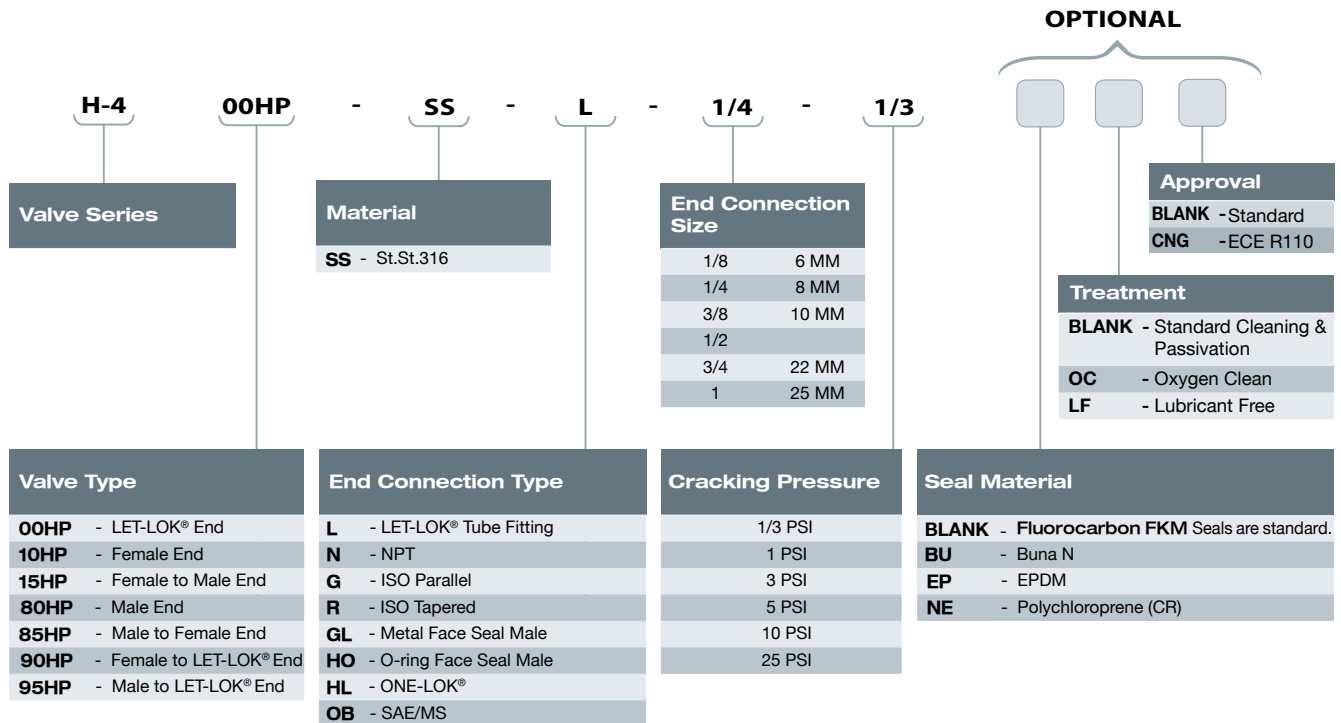 OPTIONAL
H-4 00HP - SS - L - 1/4 - 1/3
Valve Series
Material
SS - St.St.316
End Connection
Size
1/8 6 MM
1/4 8 MM
3/8 10 MM
1/2
3/4 22 MM
1 25 MM
Approval
BLANK - Standard
CNG - ECE R110
Treatment
BLANK - Standard Cleaning &
Passivation
OC - Oxygen Clean
LF - Lubricant Free
Valve Type
00HP - LET-LOK® End
10HP - Female End
15HP - Female to Male End
80HP - Male End
85HP - Male to Female End
90HP - Female to LET-LOK® End
95HP - Male to LET-LOK® End
End Connection Type
L - LET-LOK® Tube Fitting
N - NPT
G - ISO Parallel
R - ISO Tapered
GL - Metal Face Seal Male
HO - O-ring Face Seal Male
HL - ONE-LOK®
OB - SAE/MS
Cracking Pressure
1/3 PSI
1 PSI
3 PSI
5 PSI
10 PSI
25 PSI
Seal Material
BLANK - Fluorocarbon FKM Seals are standard.
BU - Buna N
EP - EPDM
NE - Polychloroprene (CR)